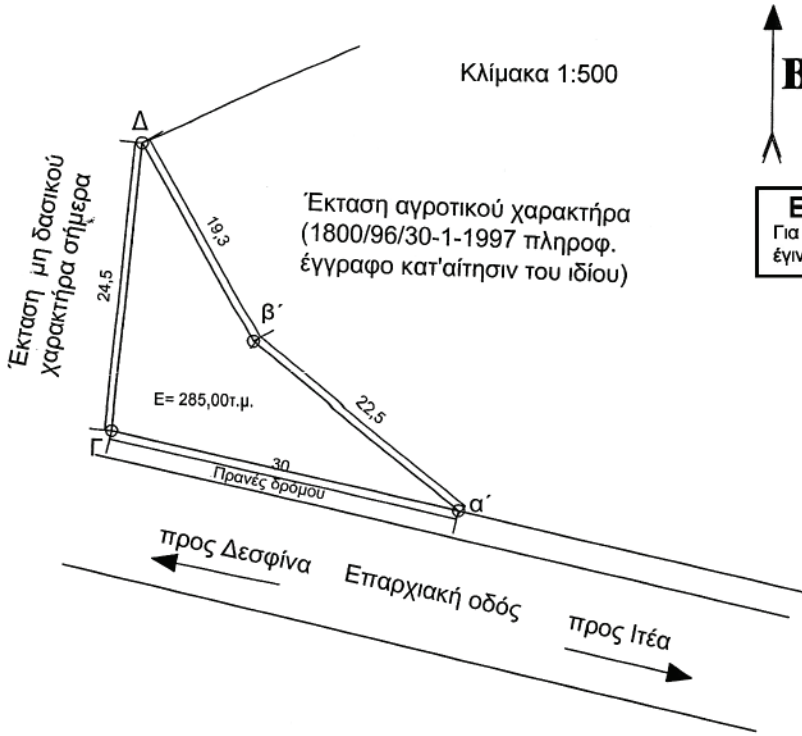 Κλίμακα 1:500
Β
Δ
Έκταση μη δασικού
χαρακτήρα σήμερα
Έκταση αγροτικού χαρακτήρα
(1800/96/30-1-1997 πληροφ.
έγγραφο κατ'αίτησιν του ιδίου)
Ε
Για
έγιν
19,3
24,5
β΄
Ε= 285,00τ.μ.
22,5
Γ
30
Πρανές δρόμου
α΄
προς Δεσφίνα
Επαρχιακή οδός
προς Ιτέα